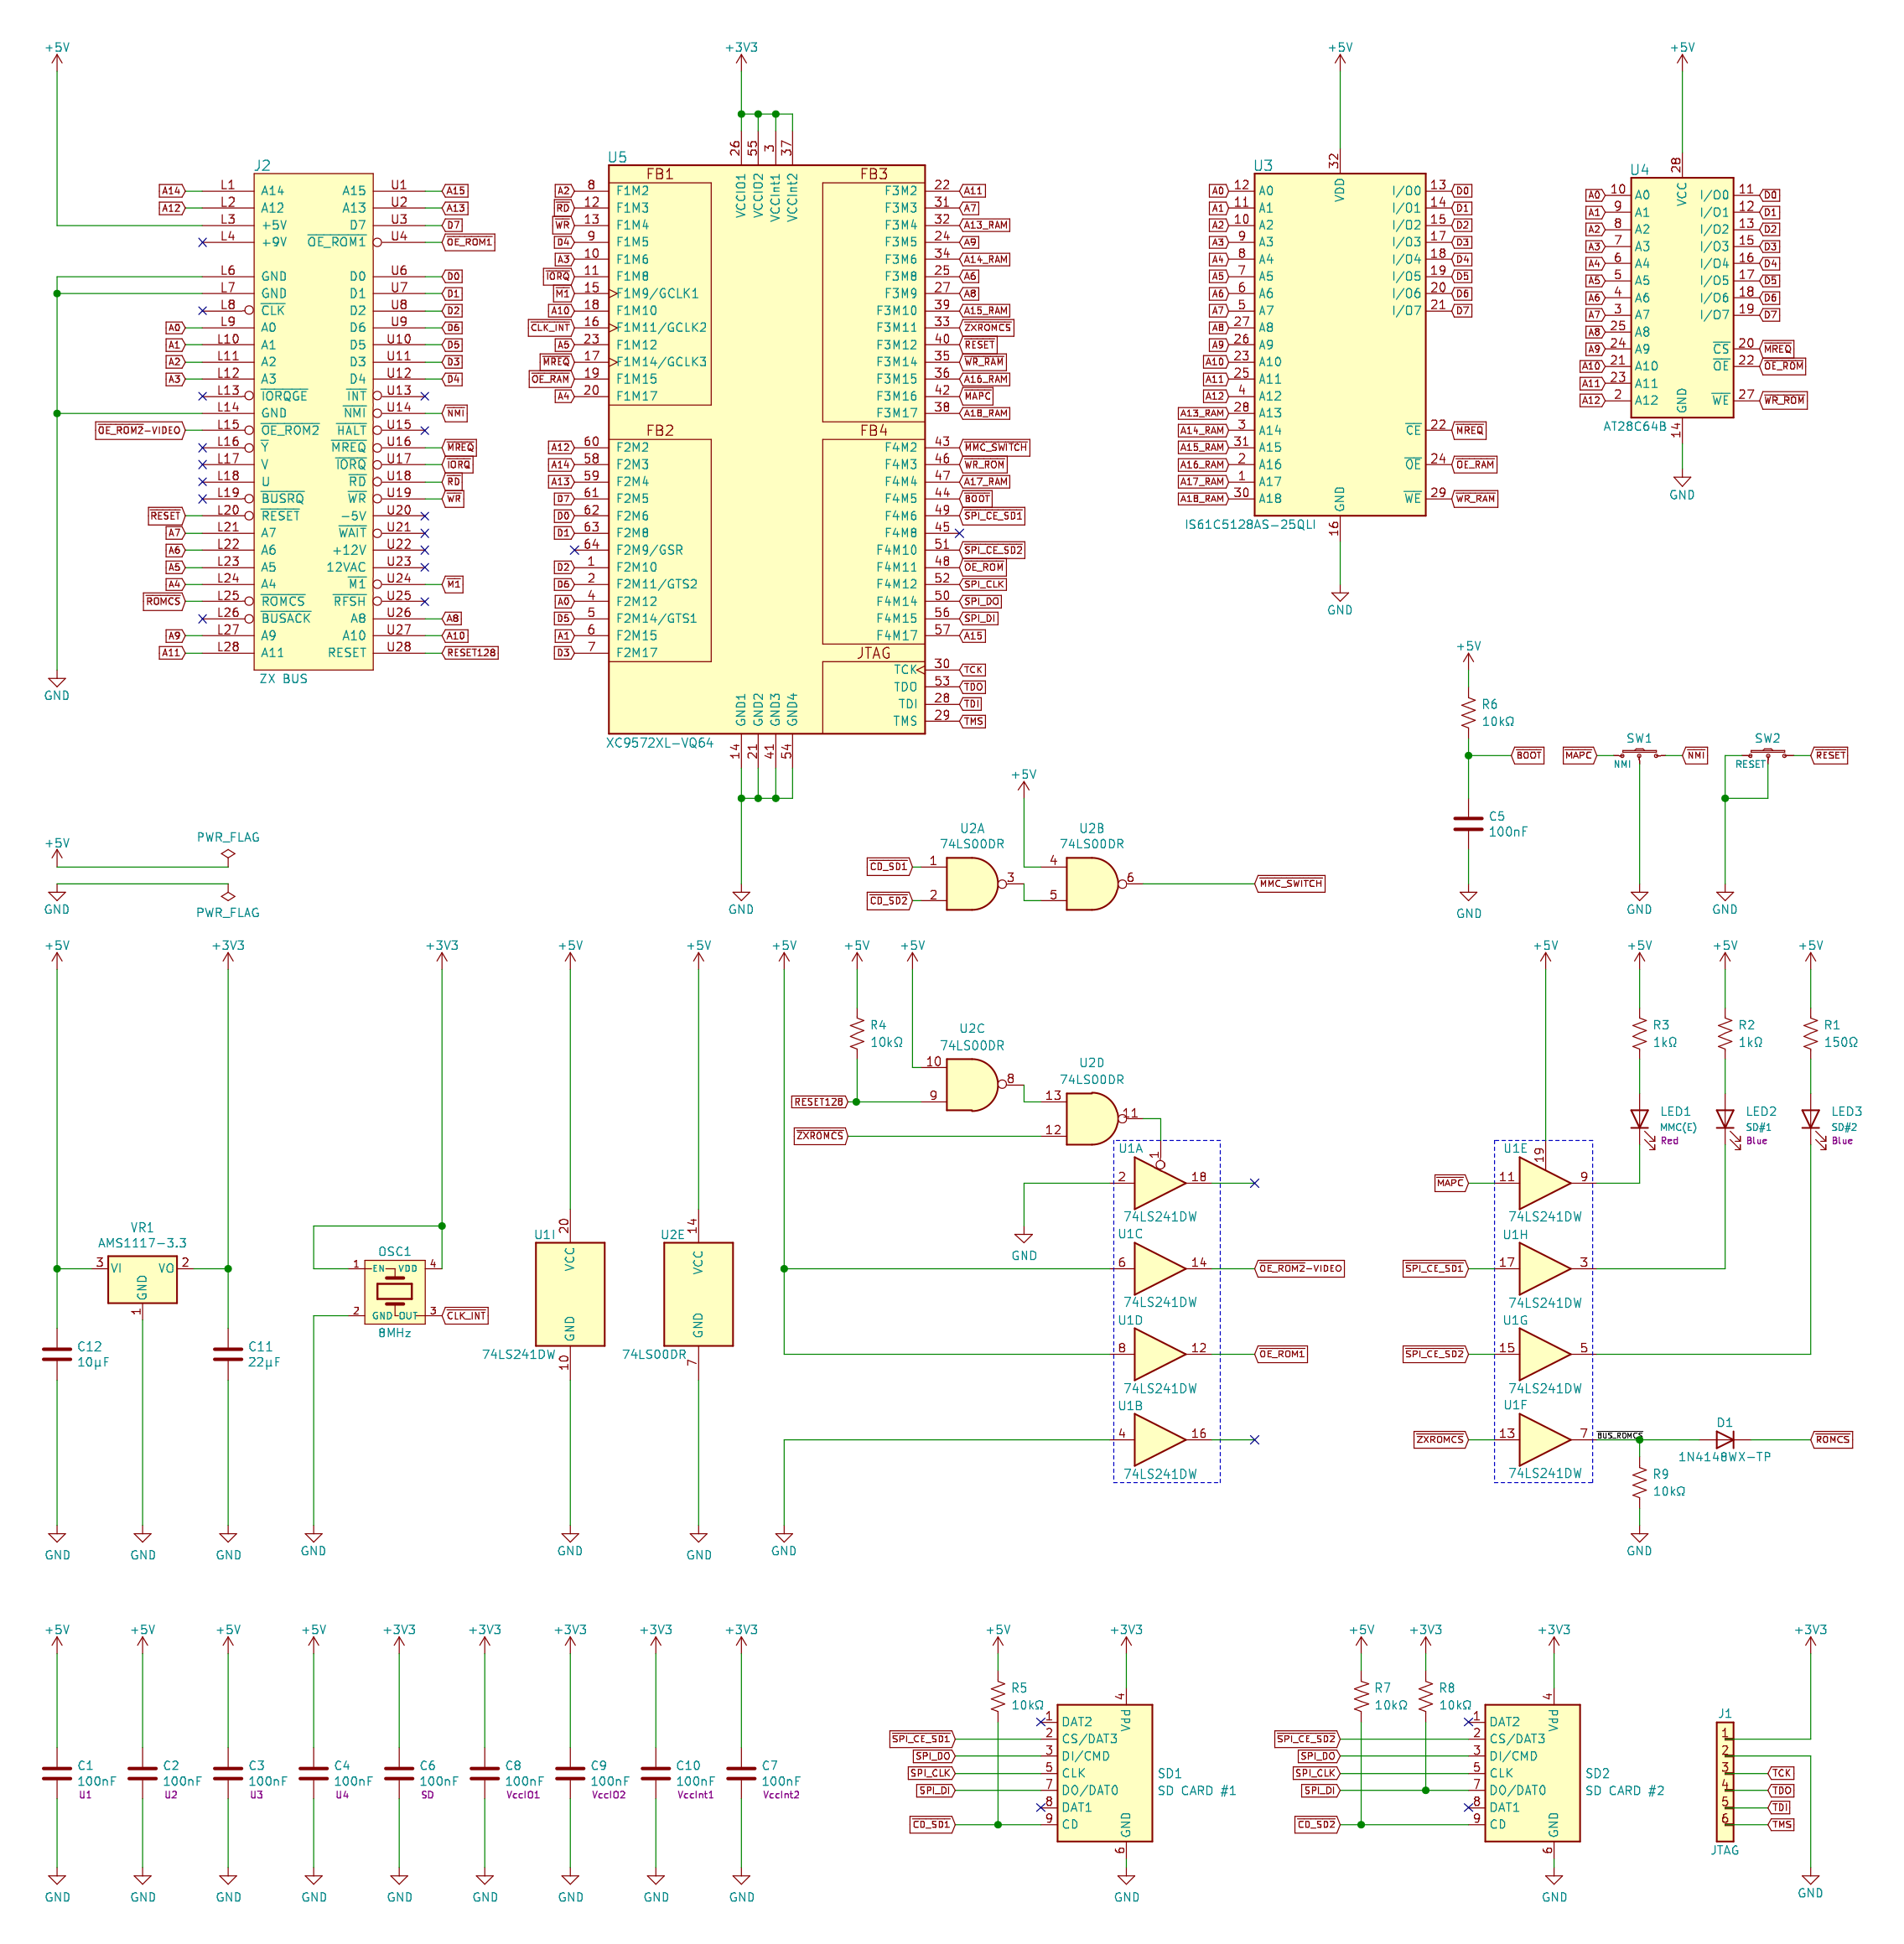 +5V
+3V3
+5V
+5V
J2
A14 L1 A14 A15 U1 A15
A12 L2 A12 A13 U2 A13
L3 +5V D7 U3 D7
L4 +9V OE_ROM1 U4 OE_ROM1
L6 GND D0 U6 D0
L7 GND D1 U7 D1
L8 CLK D2 U8 D2
A0 L9 A0 D6 U9 D6
A1 L10 A1 D5 U10 D5
A2 L11 A2 D3 U11 D3
A3 L12 A3 D4 U12 D4
L13 IORQGE INT U13
L14 GND NMI U14 NMI
OE_ROM2-VIDEO L15 OE_ROM2 HALT U15
L16 Y MREQ U16 MREQ
L17 V IORQ U17 IORQ
L18 U RD U18 RD
L19 BUSRQ WR U19 WR
RESET L20 RESET -5V U20
A7 L21 A7 WAIT U21
A6 L22 A6 +12V U22
A5 L23 A5 12VAC U23
A4 L24 A4 M1 U24 M1
ROMCS L25 ROMCS RFSH U25
L26 BUSACK A8 U26 A8
A9 L27 A9 A10 U27 A10
A11 L28 A11 RESET U28 RESET128
ZX BUS
GND
U5
26 55 3 37
VCCIO1 VCCIO2 VCCInt1 VCCInt2
FB1 FB3
A2 8 F1M2 F3M2 22 A11
RD 12 F1M3 F3M3 31 A7
WR 13 F1M4 F3M4 32 A13_RAM
D4 9 F1M5 F3M5 24 A9
A3 10 F1M6 F3M6 34 A14_RAM
IORQ 11 F1M8 F3M8 25 A6
M1 15 F1M9/GCLK1 F3M9 27 A8
A10 18 F1M10 F3M10 39 A15_RAM
CLK_INT 16 F1M11/GCLK2 F3M11 33 ZXROMCS
A5 23 F1M12 F3M12 40 RESET
MREQ 17 F1M14/GCLK3 F3M14 35 WR_RAM
OE_RAM 19 F1M15 F3M15 36 A16_RAM
A4 20 F1M17 F3M16 42 MAPC
F3M17 38 A18_RAM
FB2 FB4
A12 60 F2M2 F4M2 43 MMC_SWITCH
A14 58 F2M3 F4M3 46 WR_ROM
A13 59 F2M4 F4M4 47 A17_RAM
D7 61 F2M5 F4M5 44 BOOT
D0 62 F2M6 F4M6 49 SPI_CE_SD1
D1 63 F2M8 F4M8 45
64 F2M9/GSR F4M10 51 SPI_CE_SD2
D2 1 F2M10 F4M11 48 OE_ROM
D6 2 F2M11/GTS2 F4M12 52 SPI_CLK
A0 4 F2M12 F4M14 50 SPI_DO
D5 5 F2M14/GTS1 F4M15 56 SPI_DI
A1 6 F2M15 F4M17 57 A15
D3 7 F2M17
JTAG
TCK 30 TCK
TDO 53 TDO
TDI 28 TDI
TMS 29 TMS
GND1 GND2 GND3 GND4
14 21 41 54
XC9572XL-VQ64
GND
U3
32
VDD
A0 12 A0 I/O0 13 D0
A1 11 A1 I/O1 14 D1
A2 10 A2 I/O2 15 D2
A3 9 A3 I/O3 17 D3
A4 8 A4 I/O4 18 D4
A5 7 A5 I/O5 19 D5
A6 6 A6 I/O6 20 D6
A7 5 A7 I/O7 21 D7
A8 27 A8
A9 26 A9
A10 23 A10
A11 25 A11
A12 4 A12
A13_RAM 28 A13
A14_RAM 3 A14 CE 22 MREQ
A15_RAM 31 A15
A16_RAM 2 A16 OE 24 OE_RAM
A17_RAM 1 A17
A18_RAM 30 A18 WE 29 WR_RAM
GND
16
IS61C5128AS-25QLI
GND
U4
28
VCC
A0 10 A0 I/O0 11 D0
A1 9 A1 I/O1 12 D1
A2 8 A2 I/O2 13 D2
A3 7 A3 I/O3 15 D3
A4 6 A4 I/O4 16 D4
A5 5 A5 I/O5 17 D5
A6 4 A6 I/O6 18 D6
A7 3 A7 I/O7 19 D7
A8 25 A8
A9 24 A9 CS 20 MREQ
A10 21 A10 OE 22 OE_ROM
A11 23 A11
A12 2 A12 WE 27 WR_ROM
GND
14
AT28C64B
GND
+5V
R6
10kΩ
BOOT
C5
100nF
GND
SW1
MAPC NMI NMI
GND
SW2
RESET RESET
GND
+5V
PWR_FLAG
GND
PWR_FLAG
+5V
U2A
74LS00DR
CD_SD1 1
3
CD_SD2 2
U2B
74LS00DR
4
5
6
MMC_SWITCH
+5V
+3V3
+3V3
+5V
+5V
+5V
+5V
+5V
VR1
AMS1117-3.3
3 VI VO 2
GND
1
C12
10µF
C11
22µF
GND
GND
GND
OSC1
1 EN VDD 4
2 GND OUT 3 CLK_INT
8MHz
GND
U1I
20
VCC
GND
74LS241DW
10
GND
U2E
14
VCC
GND
74LS00DR
7
GND
R4
10kΩ
U2C
74LS00DR
10
8
RESET128 9
U2D
74LS00DR
13
11
ZXROMCS 12
U1A
1
2 18
74LS241DW
GND
U1C
6 14 OE_ROM2-VIDEO
74LS241DW
U1D
8 12 OE_ROM1
74LS241DW
U1B
4 16
74LS241DW
GND
+5V
+5V
+5V
+5V
R3
1kΩ
R2
1kΩ
R1
150Ω
LED1
MMC(E)
Red
LED2
SD#1
Blue
LED3
SD#2
Blue
U1E
19
MAPC 11 9
74LS241DW
U1H
SPI_CE_SD1 17 3
74LS241DW
U1G
SPI_CE_SD2 15 5
74LS241DW
U1F
ZXROMCS 13 7 BUS_ROMCS
74LS241DW
D1
1N4148WX-TP
ROMCS
R9
10kΩ
GND
+5V
C1
100nF
U1
GND
+5V
C2
100nF
U2
GND
+5V
C3
100nF
U3
GND
+5V
C4
100nF
U4
GND
+3V3
C6
100nF
SD
GND
+3V3
C8
100nF
VccIO1
GND
+3V3
C9
100nF
VccIO2
GND
+3V3
C10
100nF
VccInt1
GND
+3V3
C7
100nF
VccInt2
GND
+5V
+3V3
R5
10kΩ
4
Vdd
1 DAT2
SPI_CE_SD1 2 CS/DAT3
SPI_DO 3 DI/CMD
SPI_CLK 5 CLK
SPI_DI 7 DO/DAT0
8 DAT1
CD_SD1 9 CD
GND
6
SD1
SD CARD #1
GND
+5V
+3V3
+3V3
R7
10kΩ
R8
10kΩ
4
Vdd
1 DAT2
SPI_CE_SD2 2 CS/DAT3
SPI_DO 3 DI/CMD
SPI_CLK 5 CLK
SPI_DI 7 DO/DAT0
8 DAT1
CD_SD2 9 CD
GND
6
SD2
SD CARD #2
GND
+3V3
J1
1
2
3 TCK
4 TDO
5 TDI
6 TMS
JTAG
GND